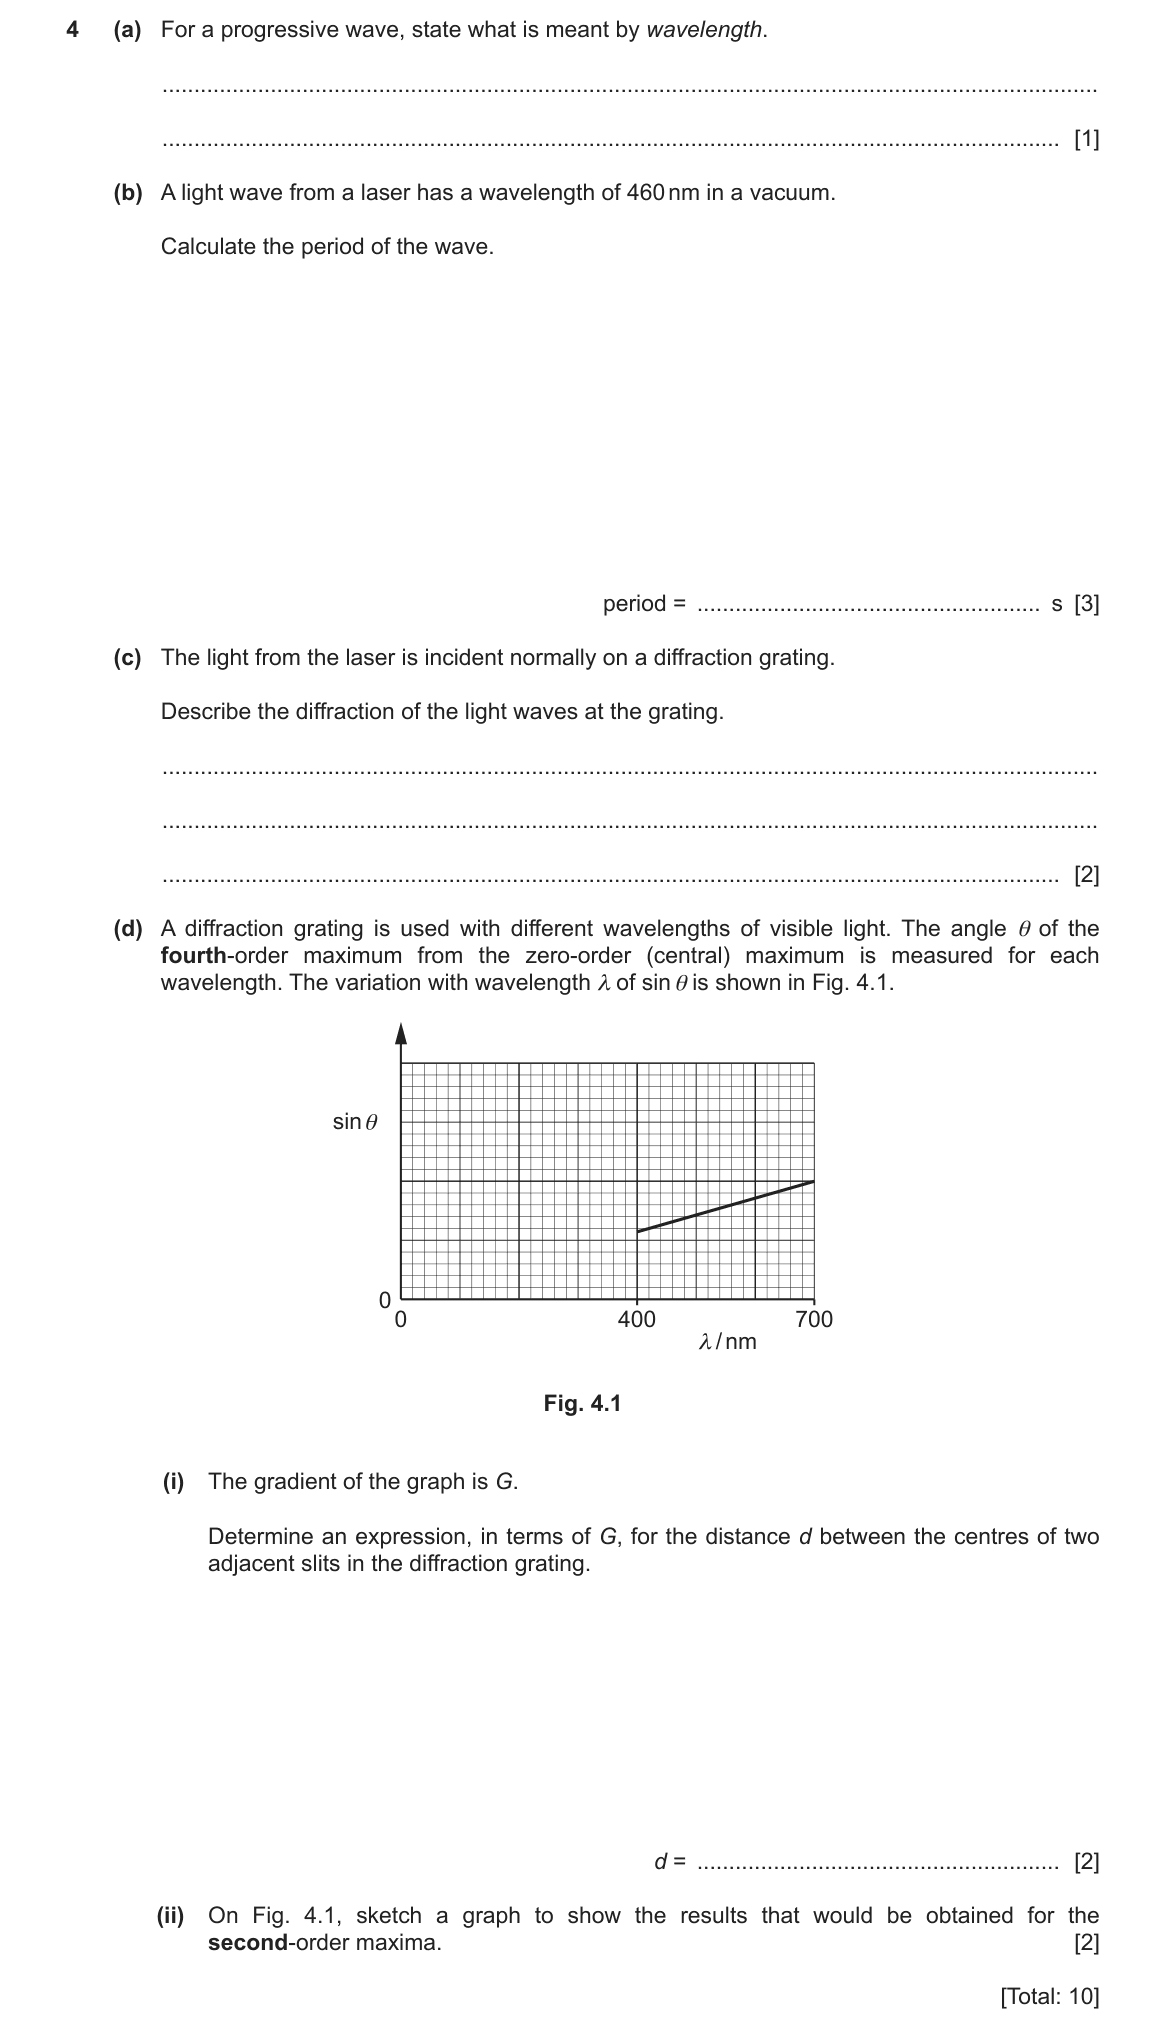 4 (a) For a progressive wave, state what is meant by wavelength.
..........................................................................................................................................................
.................................................................................................................................................... [1]
(b) A light wave from a laser has a wavelength of 460 nm in a vacuum.
Calculate the period of the wave.
period = ...................................................... s [3]
(c) The light from the laser is incident normally on a diffraction grating.
Describe the diffraction of the light waves at the grating.
..........................................................................................................................................................
..........................................................................................................................................................
.................................................................................................................................................... [2]
(d) A diffraction grating is used with different wavelengths of visible light. The angle θ of the
fourth-order maximum from the zero-order (central) maximum is measured for each
wavelength. The variation with wavelength λ of sin θ is shown in Fig. 4.1.
sin θ
0
0 400 700
λ / nm
Fig. 4.1
(i) The gradient of the graph is G.
Determine an expression, in terms of G, for the distance d between the centres of two
adjacent slits in the diffraction grating.
d = ......................................................... [2]
(ii) On Fig. 4.1, sketch a graph to show the results that would be obtained for the
second-order maxima. [2]
[Total: 10]